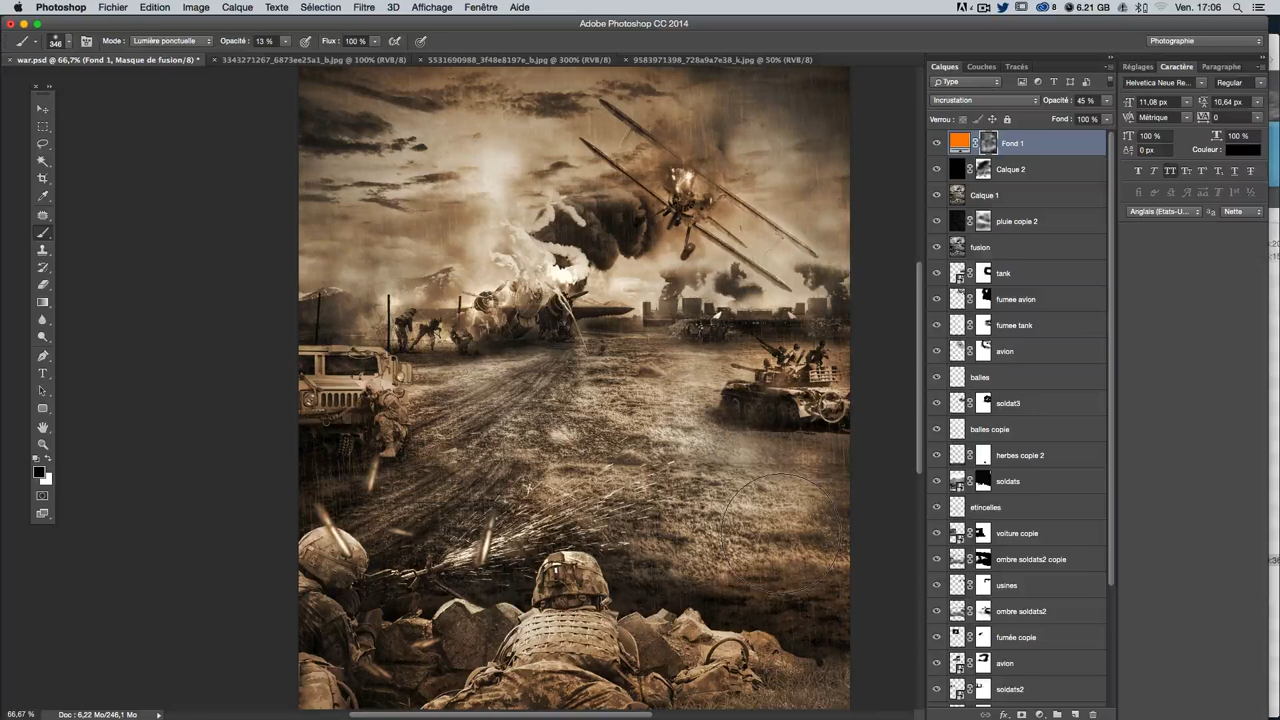 Photoshop Fichier Edition Image Calque Texte Sélection Filtre 3D Affichage Fenêtre Aide 4 8 6.21 GB Ven. 17:06
Adobe Photoshop CC 2014
346 Mode : Lumière ponctuelle Opacité : 13 % Flux : 100 % Photographie
war.psd @ 66,7% (Fond 1, Masque de fusion/8) * 3343271267_6873ee25a1_b.jpg @ 100% (RVB/8) 5531690988_3f48e8197e_b.jpg @ 300% (RVB/8) 9583971398_728a9a7e38_k.jpg @ 50% (RVB/8)
Calques Couches Tracés Réglages Caractère Paragraphe
Type Helvetica Neue Re... Regular
Incrustation Opacité : 45 % 11,08 px 10,64 px
Verrou : Fond : 100 % Métrique 0
Fond 1 100 % 100 %
0 px Couleur :
Calque 2
Calque 1
Anglais (Etats-U... Nette
pluie copie 2
fusion
tank
fumee avion
fumee tank
avion
balles
soldat3
balles copie
herbes copie 2
soldats
etincelles
voiture copie
ombre soldats2 copie
usines
ombre soldats2
fumée copie
avion
soldats2
66,67 % Doc : 6,22 Mo/246,1 Mo